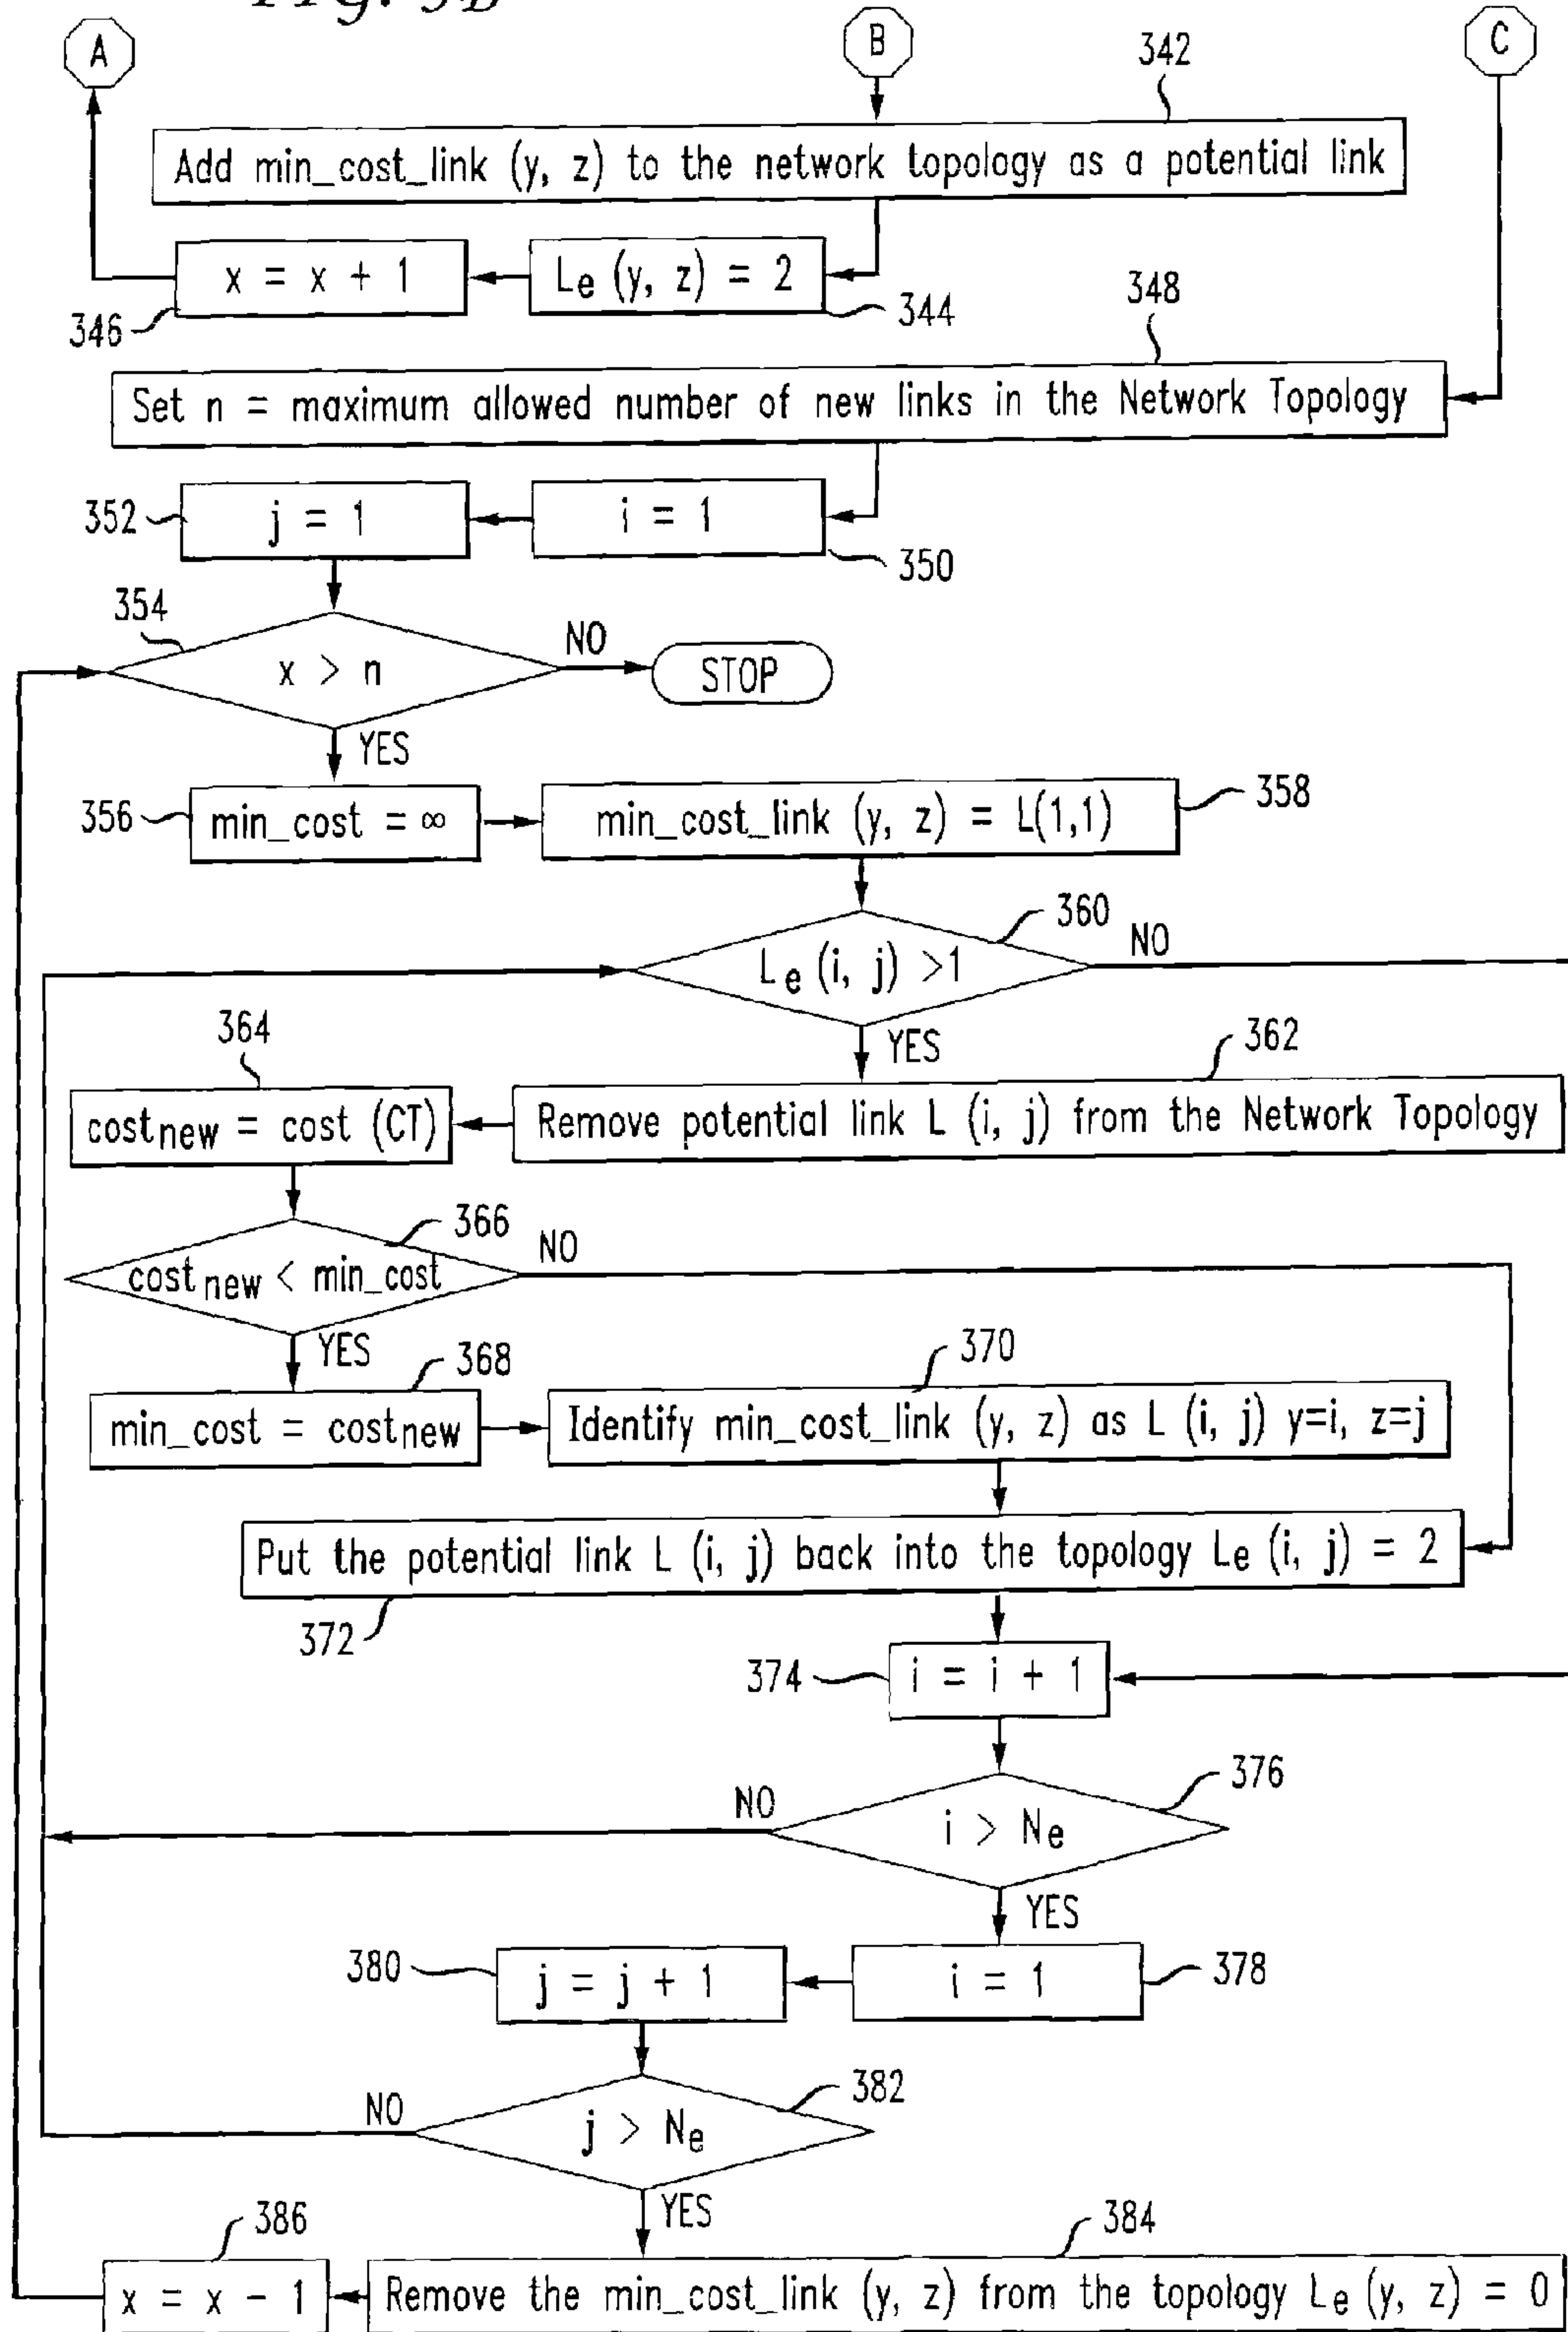 FIG. 3B
A
B
C
342
Add min_cost_link (y, z) to the network topology as a potential link
x = x + 1
Le (y, z) = 2
346
344
348
Set n = maximum allowed number of new links in the Network Topology
352
j = 1
i = 1
350
354
x > n
NO
STOP
YES
356
min_cost = ∞
min_cost_link (y, z) = L(1,1)
358
360
Le (i, j) >1
NO
YES
364
362
costnew = cost (CT)
Remove potential link L (i, j) from the Network Topology
366
costnew < min_cost
NO
YES
368
370
min_cost = costnew
Identify min_cost_link (y, z) as L (i, j) y=i, z=j
Put the potential link L (i, j) back into the topology Le (i, j) = 2
372
374
i = i + 1
376
NO
i > Ne
YES
380
j = j + 1
i = 1
378
382
NO
j > Ne
YES
386
384
x = x - 1
Remove the min_cost_link (y, z) from the topology Le (y, z) = 0